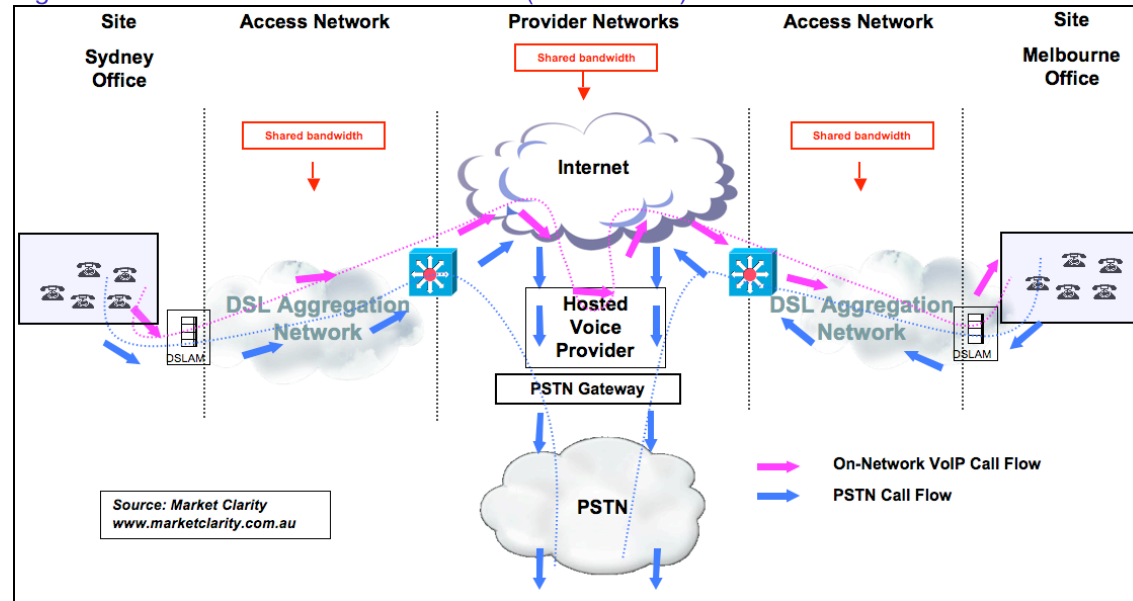 Site
Access Network
Provider Networks
Access Network
Site
Sydney
Office
Melbourne
Office
Shared bandwidth
Shared bandwidth
Shared bandwidth
Internet
DSL Aggregation
Network
Hosted
Voice
Provider
DSL Aggregation
Network
DSLAM
DSLAM
PSTN Gateway
PSTN
On-Network VoIP Call Flow
PSTN Call Flow
Source: Market Clarity
www.marketclarity.com.au